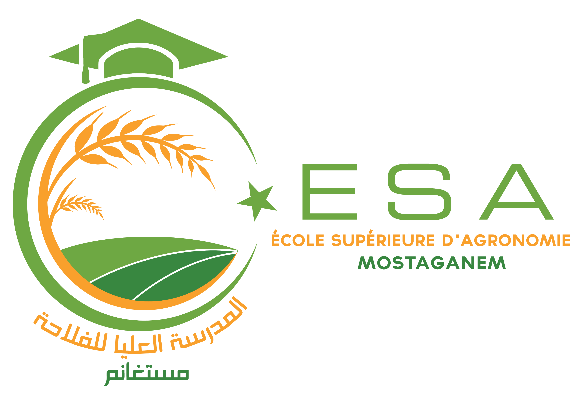 ESA
ÉCOLE SUPÉRIEURE D'AGRONOMIE
MOSTAGANEM
المدرسة العليا للفلاحة
مستغانم